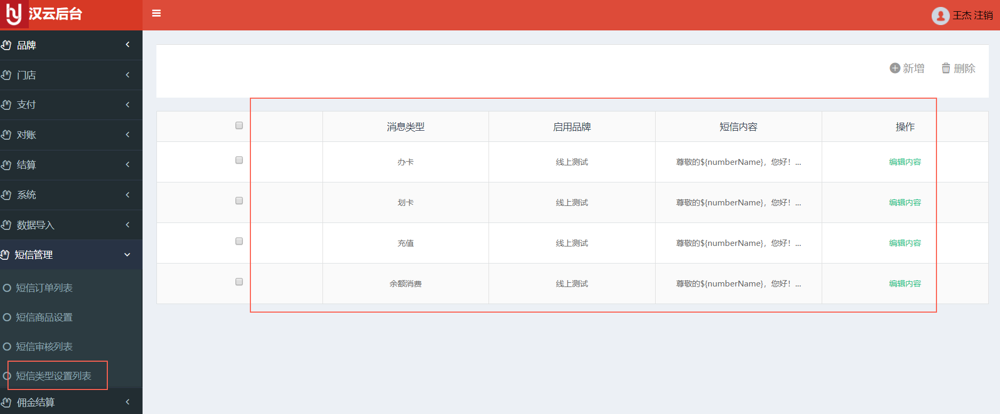 hy 汉云后台
王杰 注销
品牌
门店
支付
对账
结算
系统
数据导入
短信管理
短信订单列表
短信商品设置
短信审核列表
短信类型设置列表
佣金结算
新增 删除
消息类型 启用品牌 短信内容 操作
办卡 线上测试 尊敬的${numberName}，您好！... 编辑内容
划卡 线上测试 尊敬的${numberName}，您好！... 编辑内容
充值 线上测试 尊敬的${numberName}，您好！... 编辑内容
余额消费 线上测试 尊敬的${numberName}，您好！... 编辑内容